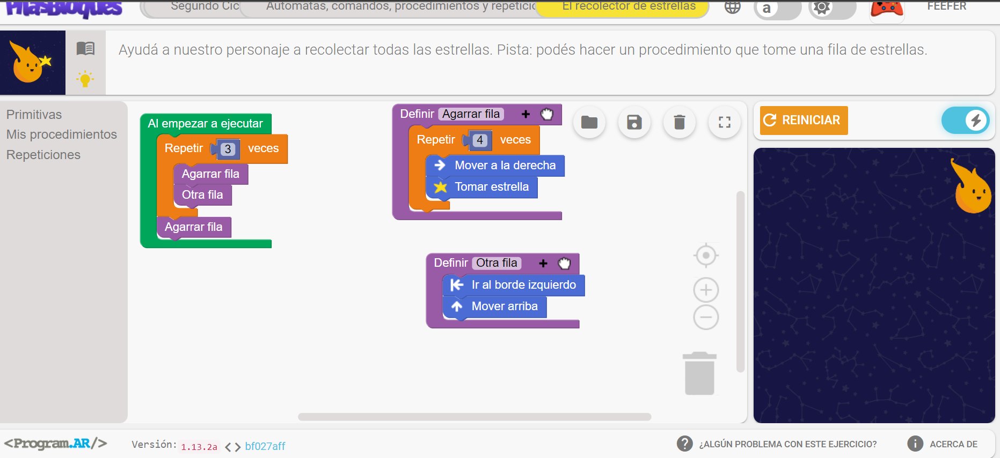 PilasBloques
Segundo Cic
Autómatas, comandos, procedimientos y repetic
El recolector de estrellas
a
FEEFER
Ayudá a nuestro personaje a recolectar todas las estrellas. Pista: podés hacer un procedimiento que tome una fila de estrellas.
Primitivas
Mis procedimientos
Repeticiones
Al empezar a ejecutar
Repetir 3 veces
Agarrar fila
Otra fila
Agarrar fila
Definir Agarrar fila +
Repetir 4 veces
Mover a la derecha
Tomar estrella
Definir Otra fila +
Ir al borde izquierdo
Mover arriba
REINICIAR
<Program.AR/>
Versión: 1.13.2a <> bf027aff
¿ALGÚN PROBLEMA CON ESTE EJERCICIO?
ACERCA DE